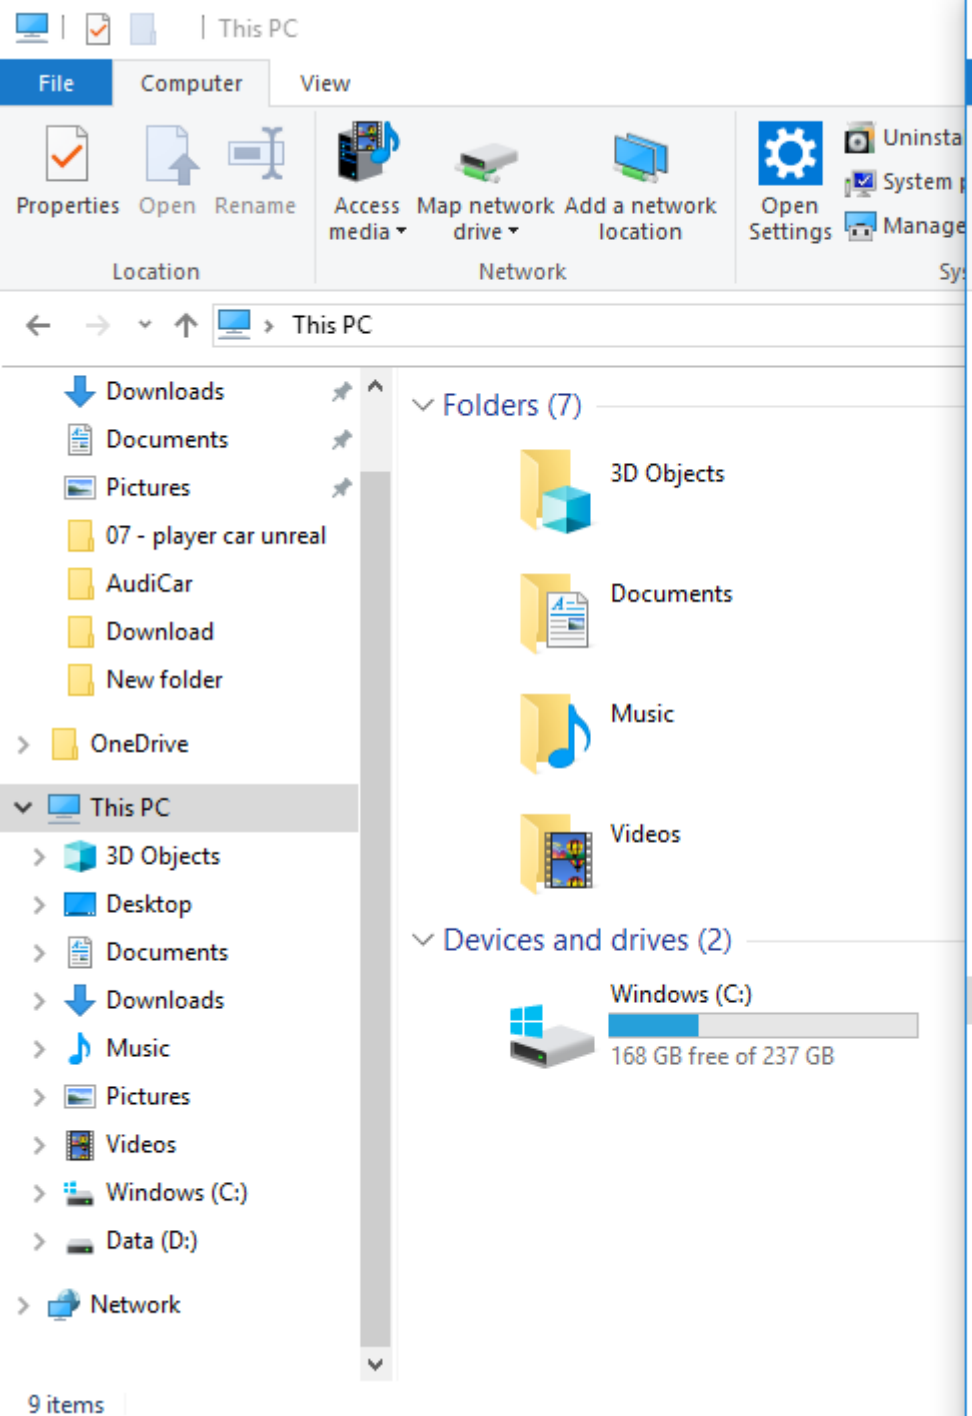 This PC
File Computer View
Properties Open Rename Access media Map network drive Add a network location Open Settings Uninsta System p Manage
Location Network Sys
This PC
Downloads
Documents
Pictures
07 - player car unreal
AudiCar
Download
New folder
OneDrive
This PC
3D Objects
Desktop
Documents
Downloads
Music
Pictures
Videos
Windows (C:)
Data (D:)
Network
Folders (7)
3D Objects
Documents
Music
Videos
Devices and drives (2)
Windows (C:)
168 GB free of 237 GB
9 items